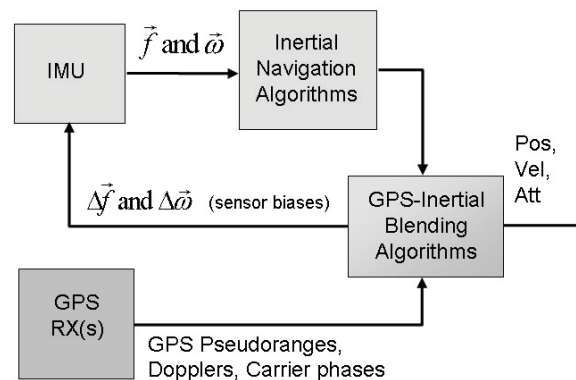 IMU
f⃗ and ω⃗
Inertial
Navigation
Algorithms
Pos,
Vel,
Att
Δf⃗ and Δω⃗ (sensor biases)
GPS-Inertial
Blending
Algorithms
GPS
RX(s)
GPS Pseudoranges,
Dopplers, Carrier phases